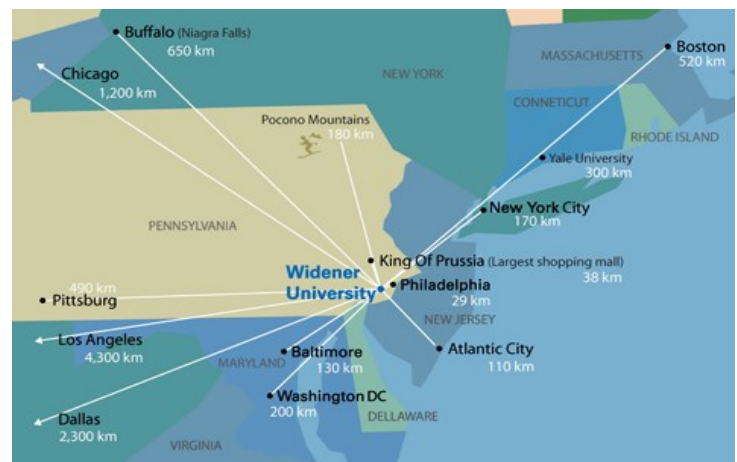 Buffalo (Niagra Falls)
650 km
Boston
520 km
MASSACHUSETTS
Chicago
1,200 km
NEW YORK
CONNETICUT
Pocono Mountains
180 km
RHODE ISLAND
Yale University
300 km
New York City
170 km
PENNSYLVANIA
King Of Prussia (Largest shopping mall)
38 km
Widener
University
Philadelphia
29 km
490 km
Pittsburg
NEW JERSEY
Los Angeles
4,300 km
MARYLAND
Baltimore
130 km
Atlantic City
110 km
Washington DC
200 km
Dallas
2,300 km
DELLAWARE
VIRGINIA